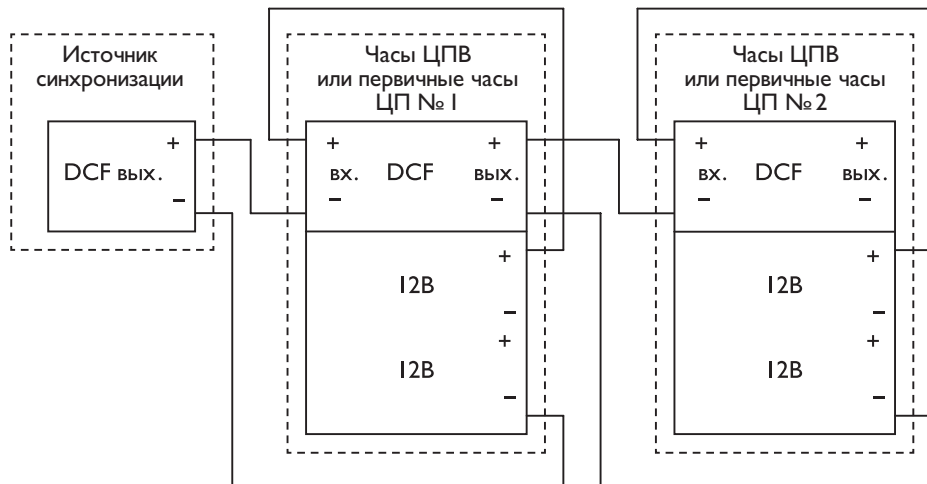 Источник
синхронизации
DCF вых.
+
−
Часы ЦПВ
или первичные часы
ЦП № 1
+ +
вх. DCF вых.
− −
+
12В
−
+
12В
−
Часы ЦПВ
или первичные часы
ЦП № 2
+ +
вх. DCF вых.
− −
+
12В
−
+
12В
−